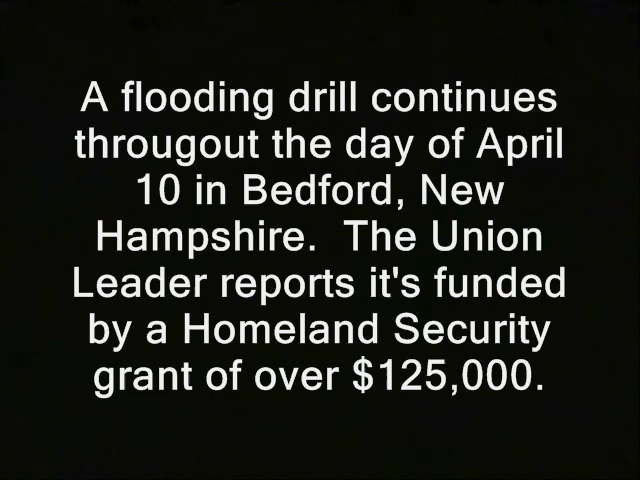 A flooding drill continues
througout the day of April
10 in Bedford, New
Hampshire.  The Union
Leader reports it's funded
by a Homeland Security
grant of over $125,000.